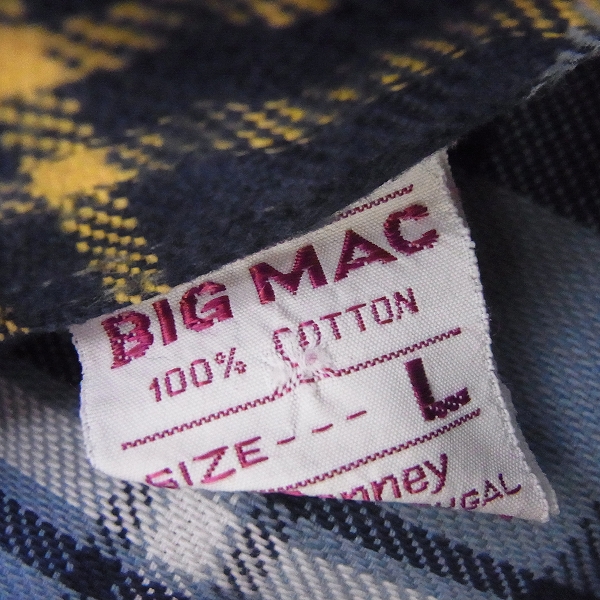 BIG MAC
100% COTTON
SIZE - - - L